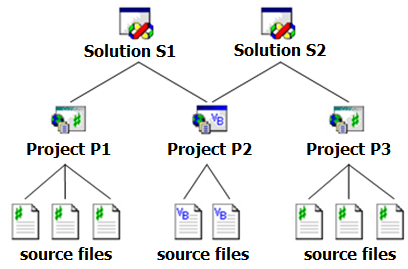 Solution S1 Solution S2
Project P1 Project P2 Project P3
source files source files source files